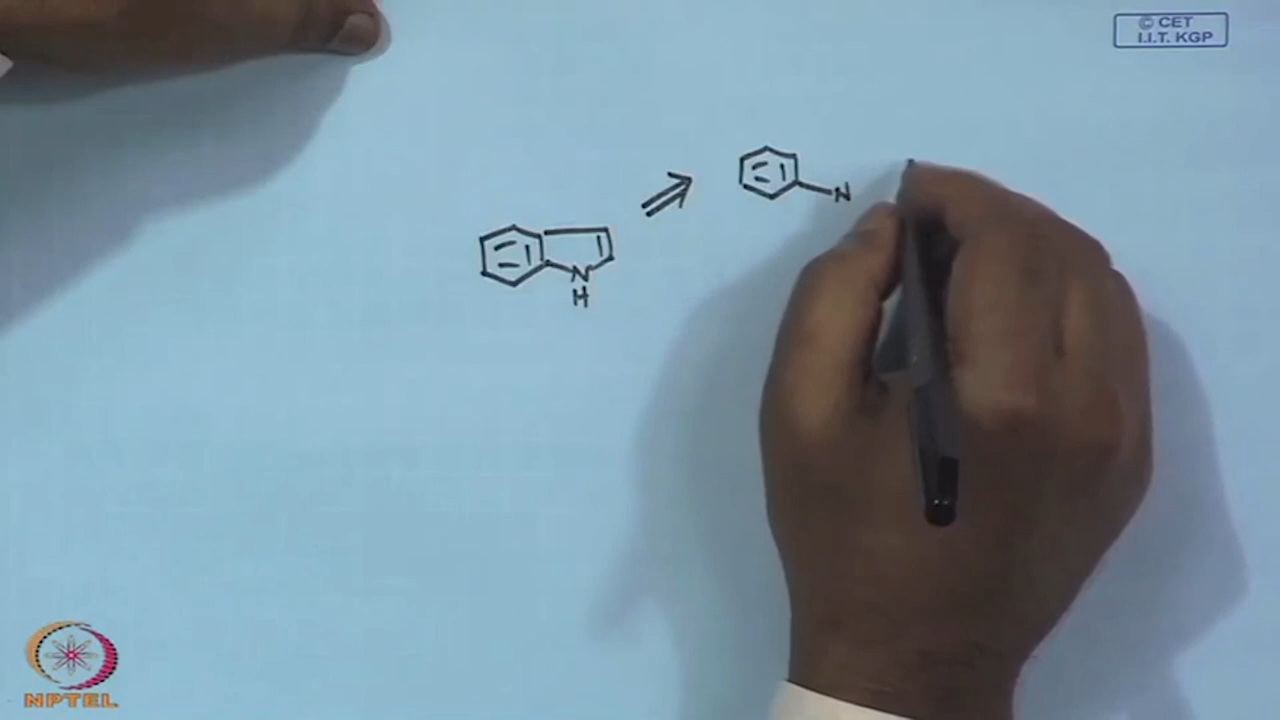 © CET
I.I.T. KGP
N
N
H
NPTEL